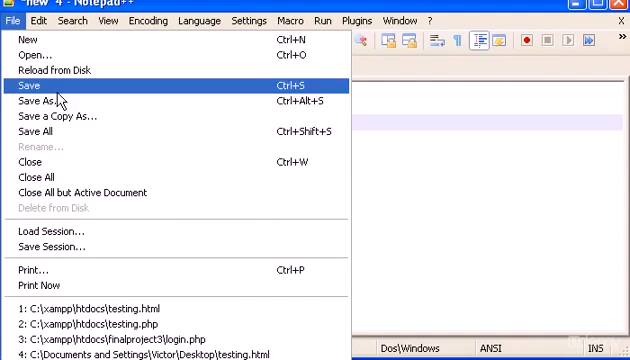 *new 4 - Notepad++
File Edit Search View Encoding Language Settings Macro Run Plugins Window ? X
New Ctrl+N
Open... Ctrl+O
Reload from Disk
Save Ctrl+S
Save As... Ctrl+Alt+S
Save a Copy As...
Save All Ctrl+Shift+S
Rename...
Close Ctrl+W
Close All
Close All but Active Document
Delete from Disk
Load Session...
Save Session...
Print... Ctrl+P
Print Now
1: C:\xampp\htdocs\testing.html
2: C:\xampp\htdocs\testing.php
3: C:\xampp\htdocs\finalproject3\login.php
4: C:\Documents and Settings\Victor\Desktop\testing.html
Dos\Windows ANSI INS